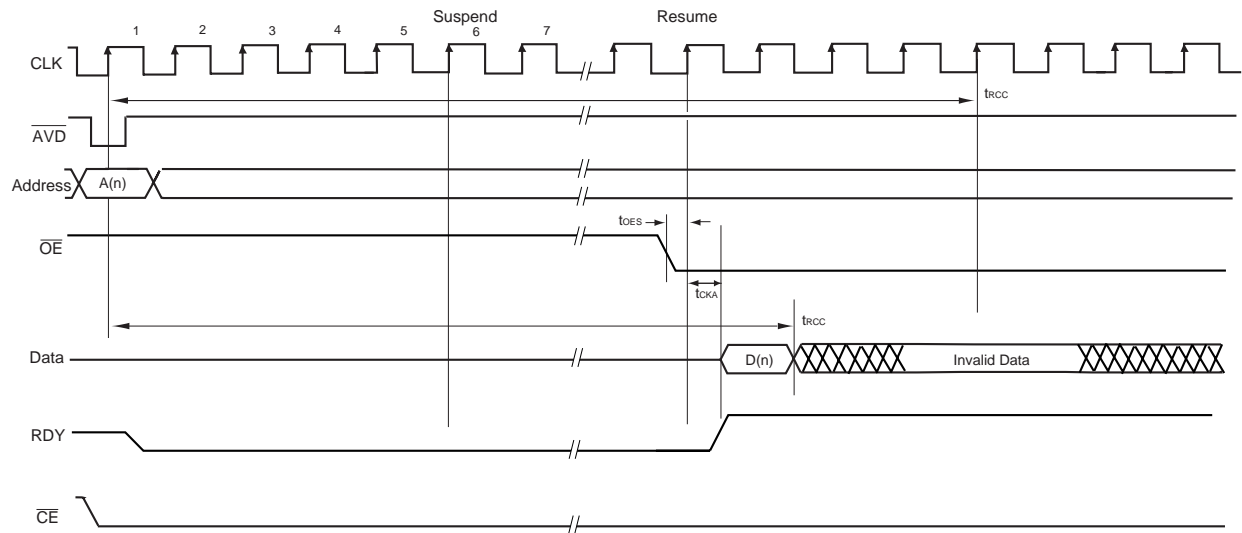 Suspend Resume
1 2 3 4 5 6 7
CLK
tRCC
AVD
Address A(n)
tOES
OE
tCKA
tRCC
Data D(n) Invalid Data
RDY
CE